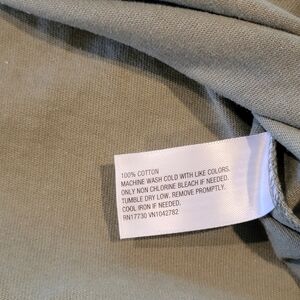 100% COTTON
MACHINE WASH COLD WITH LIKE COLORS.
ONLY NON CHLORINE BLEACH IF NEEDED.
TUMBLE DRY LOW, REMOVE PROMPTLY.
COOL IRON IF NEEDED.
RN17730 VN1042782